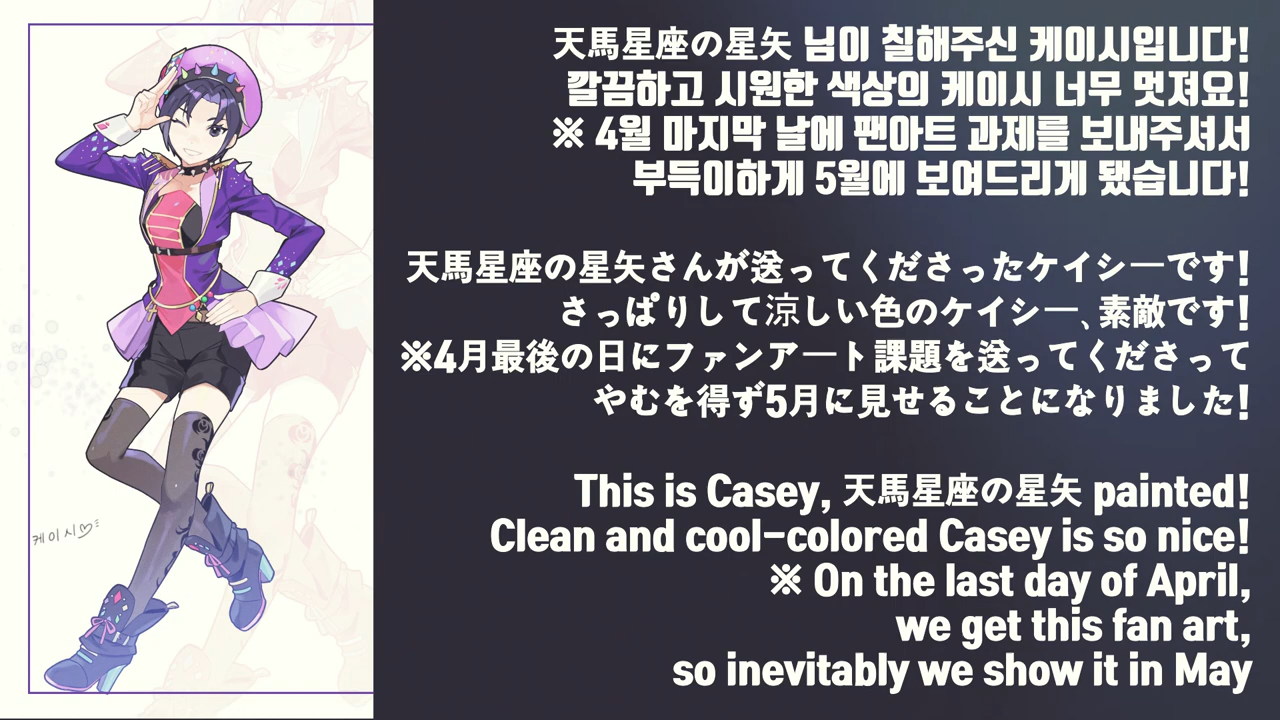 케이시♡
天馬星座の星矢 님이 칠해주신 케이시입니다!
깔끔하고 시원한 색상의 케이시 너무 멋져요!
※ 4월 마지막 날에 팬아트 과제를 보내주셔서
부득이하게 5월에 보여드리게 됐습니다!
天馬星座の星矢さんが送ってくださったケイシーです!
さっぱりして涼しい色のケイシー、素敵です!
※4月最後の日にファンアート課題を送ってくださって
やむを得ず5月に見せることになりました!
This is Casey, 天馬星座の星矢 painted!
Clean and cool-colored Casey is so nice!
※ On the last day of April,
we get this fan art,
so inevitably we show it in May